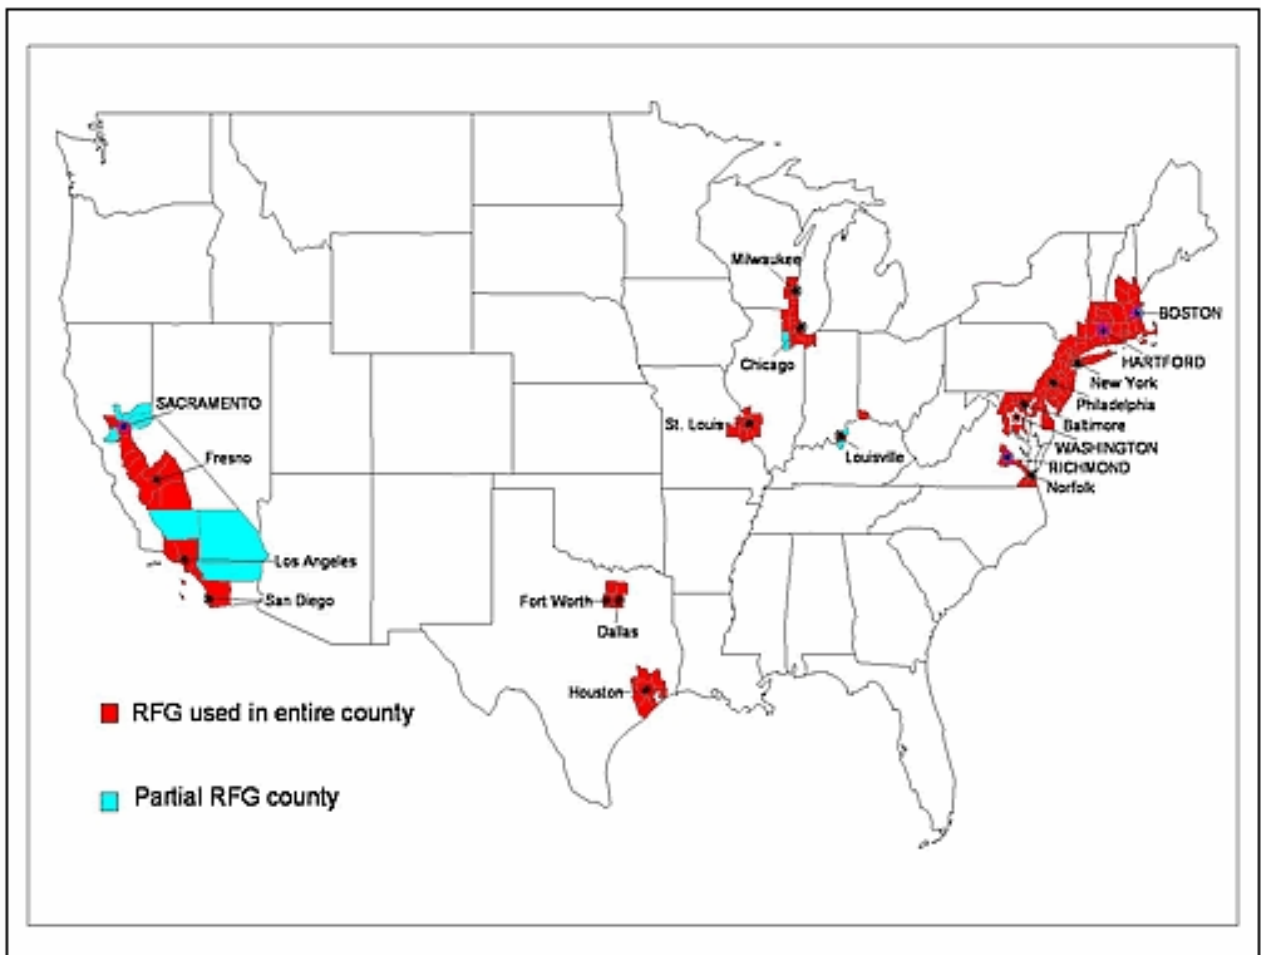 Milwaukee
BOSTON
Chicago
HARTFORD
New York
SACRAMENTO
Philadelphia
St. Louis
Baltimore
WASHINGTON
Fresno
Louisville
RICHMOND
Norfolk
Los Angeles
San Diego
Fort Worth
Dallas
Houston
RFG used in entire county
Partial RFG county